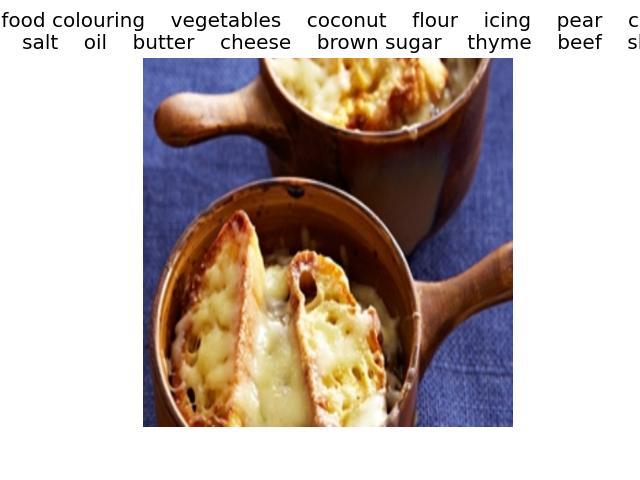 food colouring vegetables coconut flour icing pear
salt oil butter cheese brown sugar thyme beef